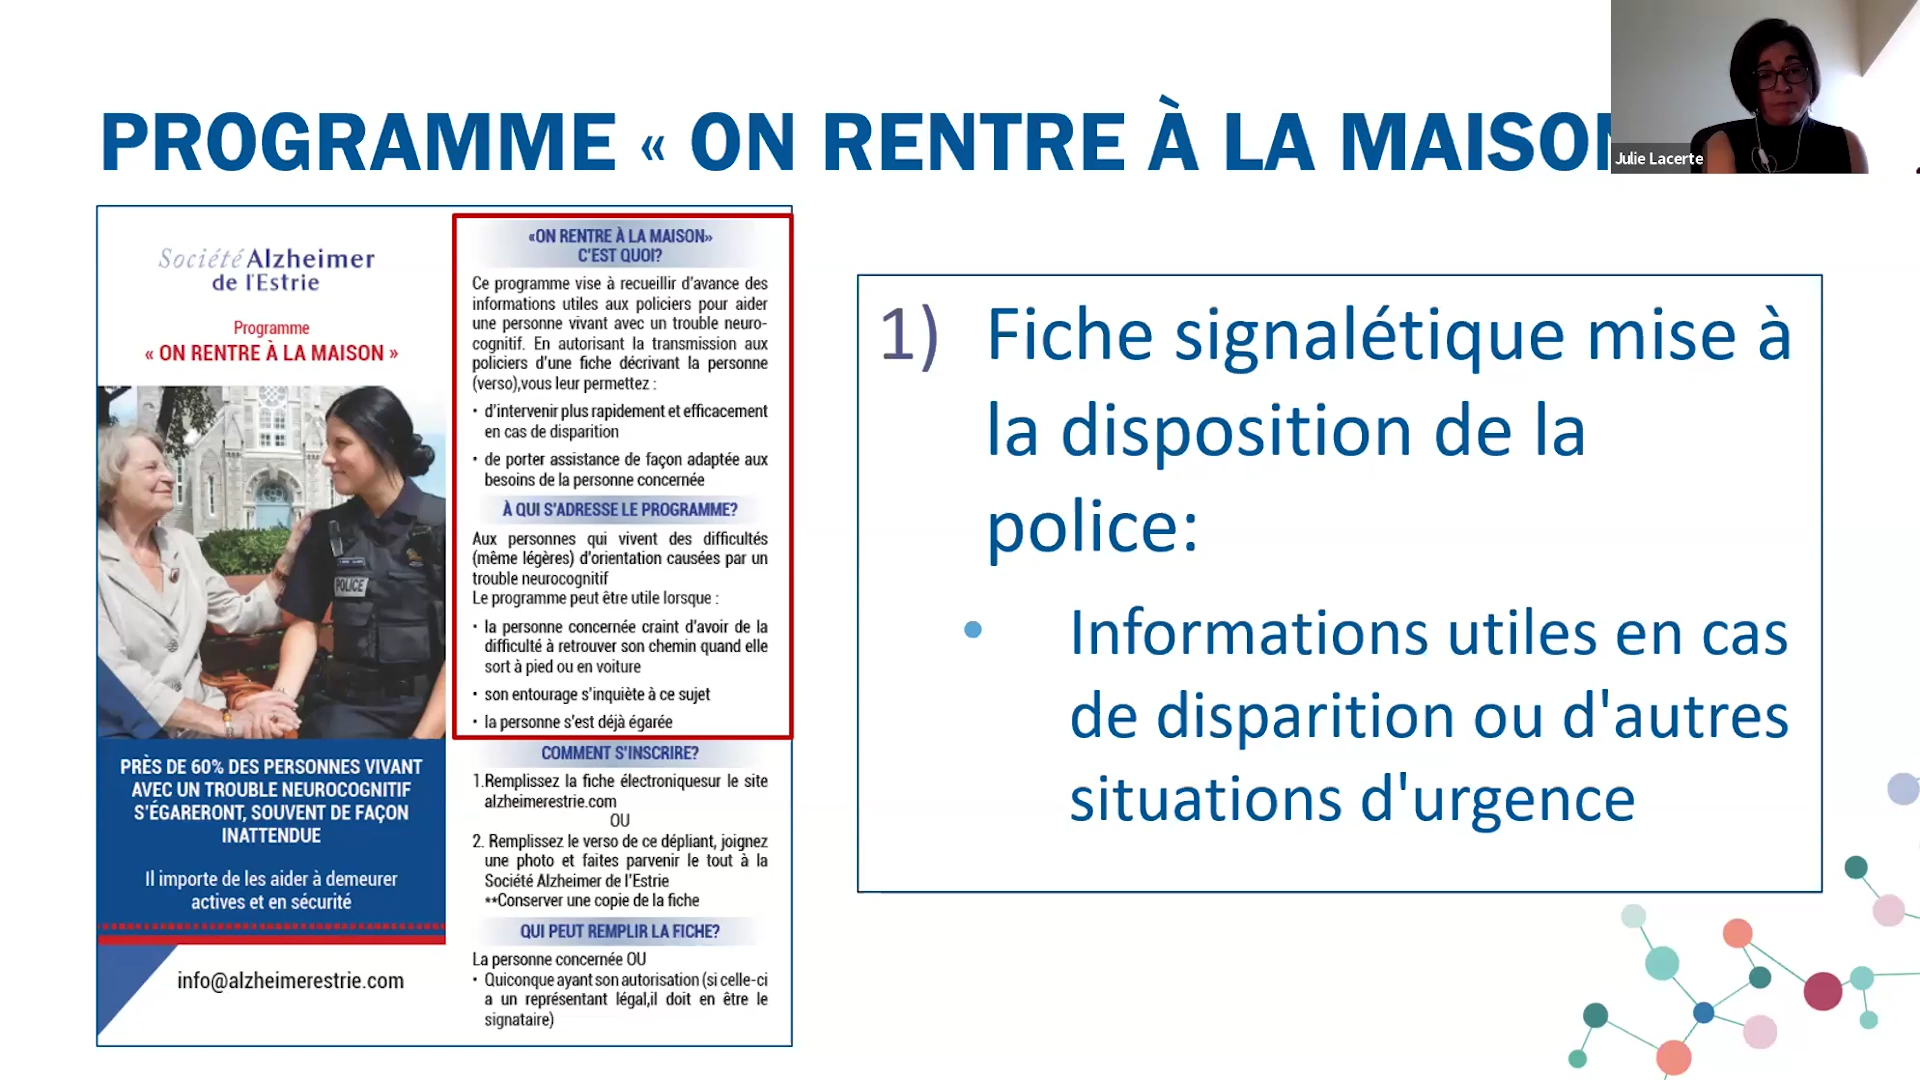 PROGRAMME « ON RENTRE À LA MAISON
Julie Lacerte
Société Alzheimer
de l'Estrie
Programme
« ON RENTRE À LA MAISON »
POLICE
PRÈS DE 60% DES PERSONNES VIVANT
AVEC UN TROUBLE NEUROCOGNITIF
S'ÉGARERONT, SOUVENT DE FAÇON
INATTENDUE
Il importe de les aider à demeurer
actives et en sécurité
info@alzheimerestrie.com
«ON RENTRE À LA MAISON»
C'EST QUOI?
Ce programme vise à recueillir d'avance des
informations utiles aux policiers pour aider
une personne vivant avec un trouble neuro-
cognitif. En autorisant la transmission aux
policiers d'une fiche décrivant la personne
(verso),vous leur permettez :
• d'intervenir plus rapidement et efficacement
en cas de disparition
• de porter assistance de façon adaptée aux
besoins de la personne concernée
À QUI S'ADRESSE LE PROGRAMME?
Aux personnes qui vivent des difficultés
(même légères) d'orientation causées par un
trouble neurocognitif
Le programme peut être utile lorsque :
• la personne concernée craint d'avoir de la
difficulté à retrouver son chemin quand elle
sort à pied ou en voiture
• son entourage s'inquiète à ce sujet
• la personne s'est déjà égarée
COMMENT S'INSCRIRE?
1.Remplissez la fiche électroniquesur le site
alzheimerestrie.com
OU
2. Remplissez le verso de ce dépliant, joignez
une photo et faites parvenir le tout à la
Société Alzheimer de l'Estrie
**Conserver une copie de la fiche
QUI PEUT REMPLIR LA FICHE?
La personne concernée OU
• Quiconque ayant son autorisation (si celle-ci
a un représentant légal,il doit en être le
signataire)
1) Fiche signalétique mise à
la disposition de la
police:
• Informations utiles en cas
de disparition ou d'autres
situations d'urgence